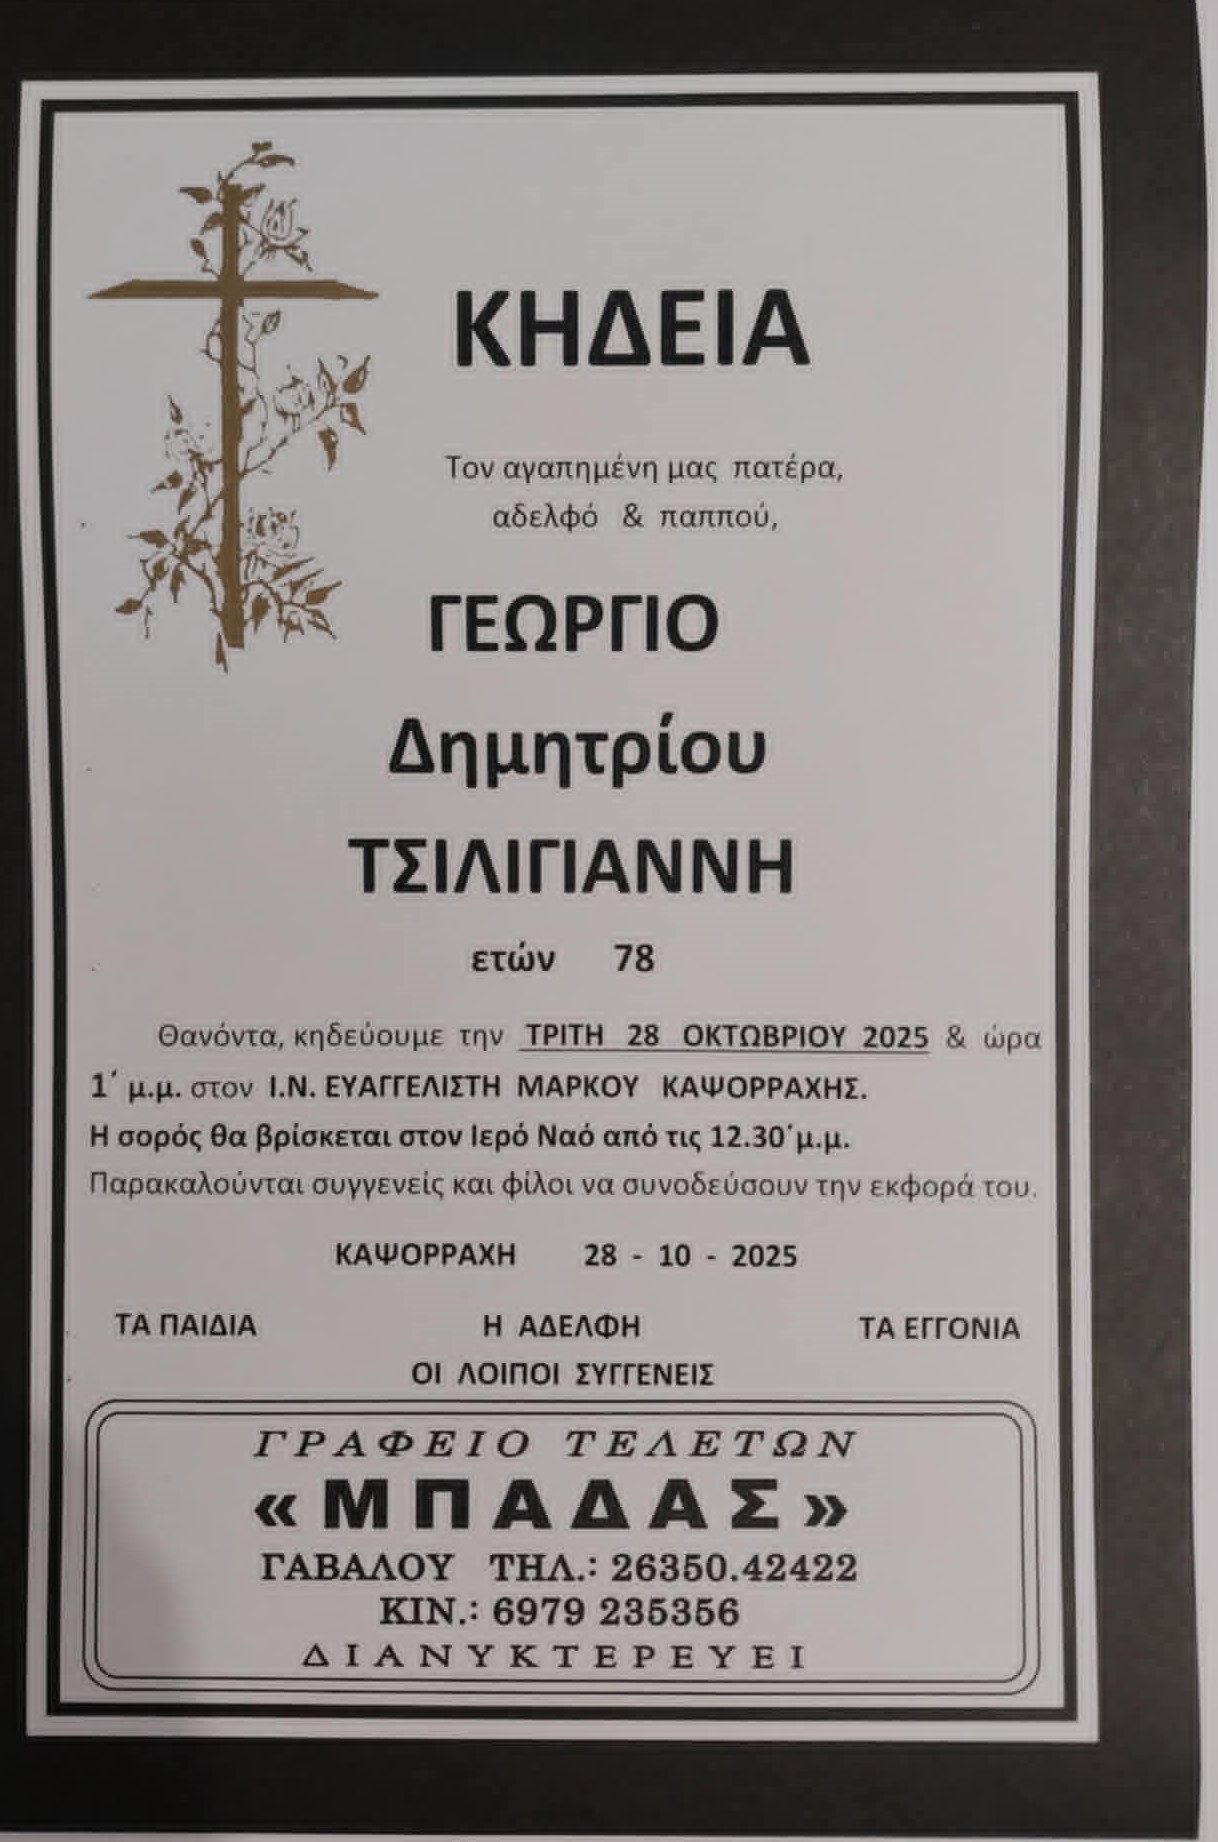 ΚΗΔΕΙΑ
Τον αγαπημένη μας πατέρα,
αδελφό & παππού,
ΓΕΩΡΓΙΟ
Δημητρίου
ΤΣΙΛΙΓΙΑΝΝΗ
ετών 78
Θανόντα, κηδεύουμε την ΤΡΙΤΗ 28 ΟΚΤΩΒΡΙΟΥ 2025 & ώρα
1΄ μ.μ. στον Ι.Ν. ΕΥΑΓΓΕΛΙΣΤΗ ΜΑΡΚΟΥ ΚΑΨΟΡΡΑΧΗΣ.
Η σορός θα βρίσκεται στον Ιερό Ναό από τις 12.30΄μ.μ.
Παρακαλούνται συγγενείς και φίλοι να συνοδεύσουν την εκφορά του.
ΚΑΨΟΡΡΑΧΗ 28 - 10 - 2025
ΤΑ ΠΑΙΔΙΑ Η ΑΔΕΛΦΗ ΤΑ ΕΓΓΟΝΙΑ
ΟΙ ΛΟΙΠΟΙ ΣΥΓΓΕΝΕΙΣ
ΓΡΑΦΕΙΟ ΤΕΛΕΤΩΝ
«ΜΠΑΔΑΣ»
ΓΑΒΑΛΟΥ ΤΗΛ.: 26350.42422
ΚΙΝ.: 6979 235356
ΔΙΑΝΥΚΤΕΡΕΥΕΙ